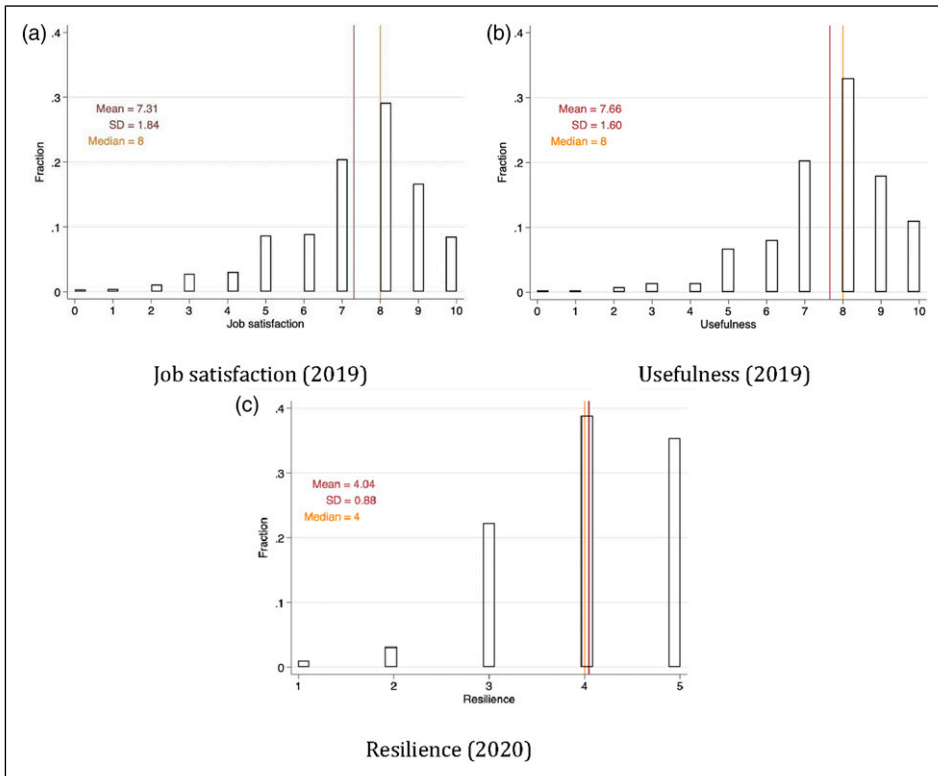 (a)
.4
.3
.2
.1
0
Fraction
Mean = 7.31
SD = 1.84
Median = 8
0 1 2 3 4 5 6 7 8 9 10
Job satisfaction
Job satisfaction (2019)
(b)
.4
.3
.2
.1
0
Fraction
Mean = 7.66
SD = 1.60
Median = 8
0 1 2 3 4 5 6 7 8 9 10
Usefulness
Usefulness (2019)
(c)
.4
.3
.2
.1
0
Fraction
Mean = 4.04
SD = 0.88
Median = 4
1 2 3 4 5
Resilience
Resilience (2020)